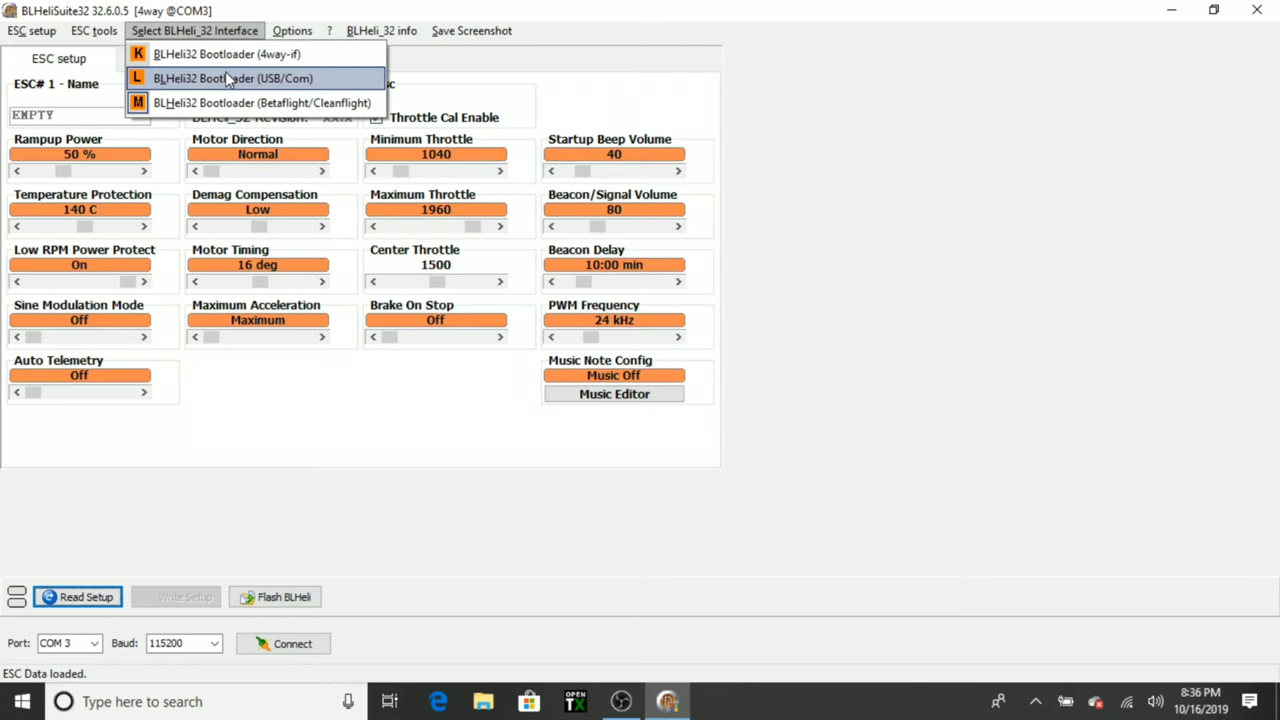 BLHeliSuite32 32.6.0.5 [4way @COM3]
ESC setup ESC tools Select BLHeli_32 Interface Options ? BLHeli_32 info Save Screenshot
K BLHeli32 Bootloader (4way-if)
L BLHeli32 Bootloader (USB/Com)
M BLHeli32 Bootloader (Betaflight/Cleanflight)
ESC setup
ESC# 1 - Name
EMPTY
Throttle Cal Enable
Rampup Power Motor Direction Minimum Throttle Startup Beep Volume
50 % Normal 1040 40
Temperature Protection Demag Compensation Maximum Throttle Beacon/Signal Volume
140 C Low 1960 80
Low RPM Power Protect Motor Timing Center Throttle Beacon Delay
On 16 deg 1500 10:00 min
Sine Modulation Mode Maximum Acceleration Brake On Stop PWM Frequency
Off Maximum Off 24 kHz
Auto Telemetry Music Note Config
Off Music Off
Music Editor
Read Setup Write Setup Flash BLHeli
Port: COM 3 Baud: 115200 Connect
ESC Data loaded.
Type here to search
OPEN TX
8:36 PM
10/16/2019